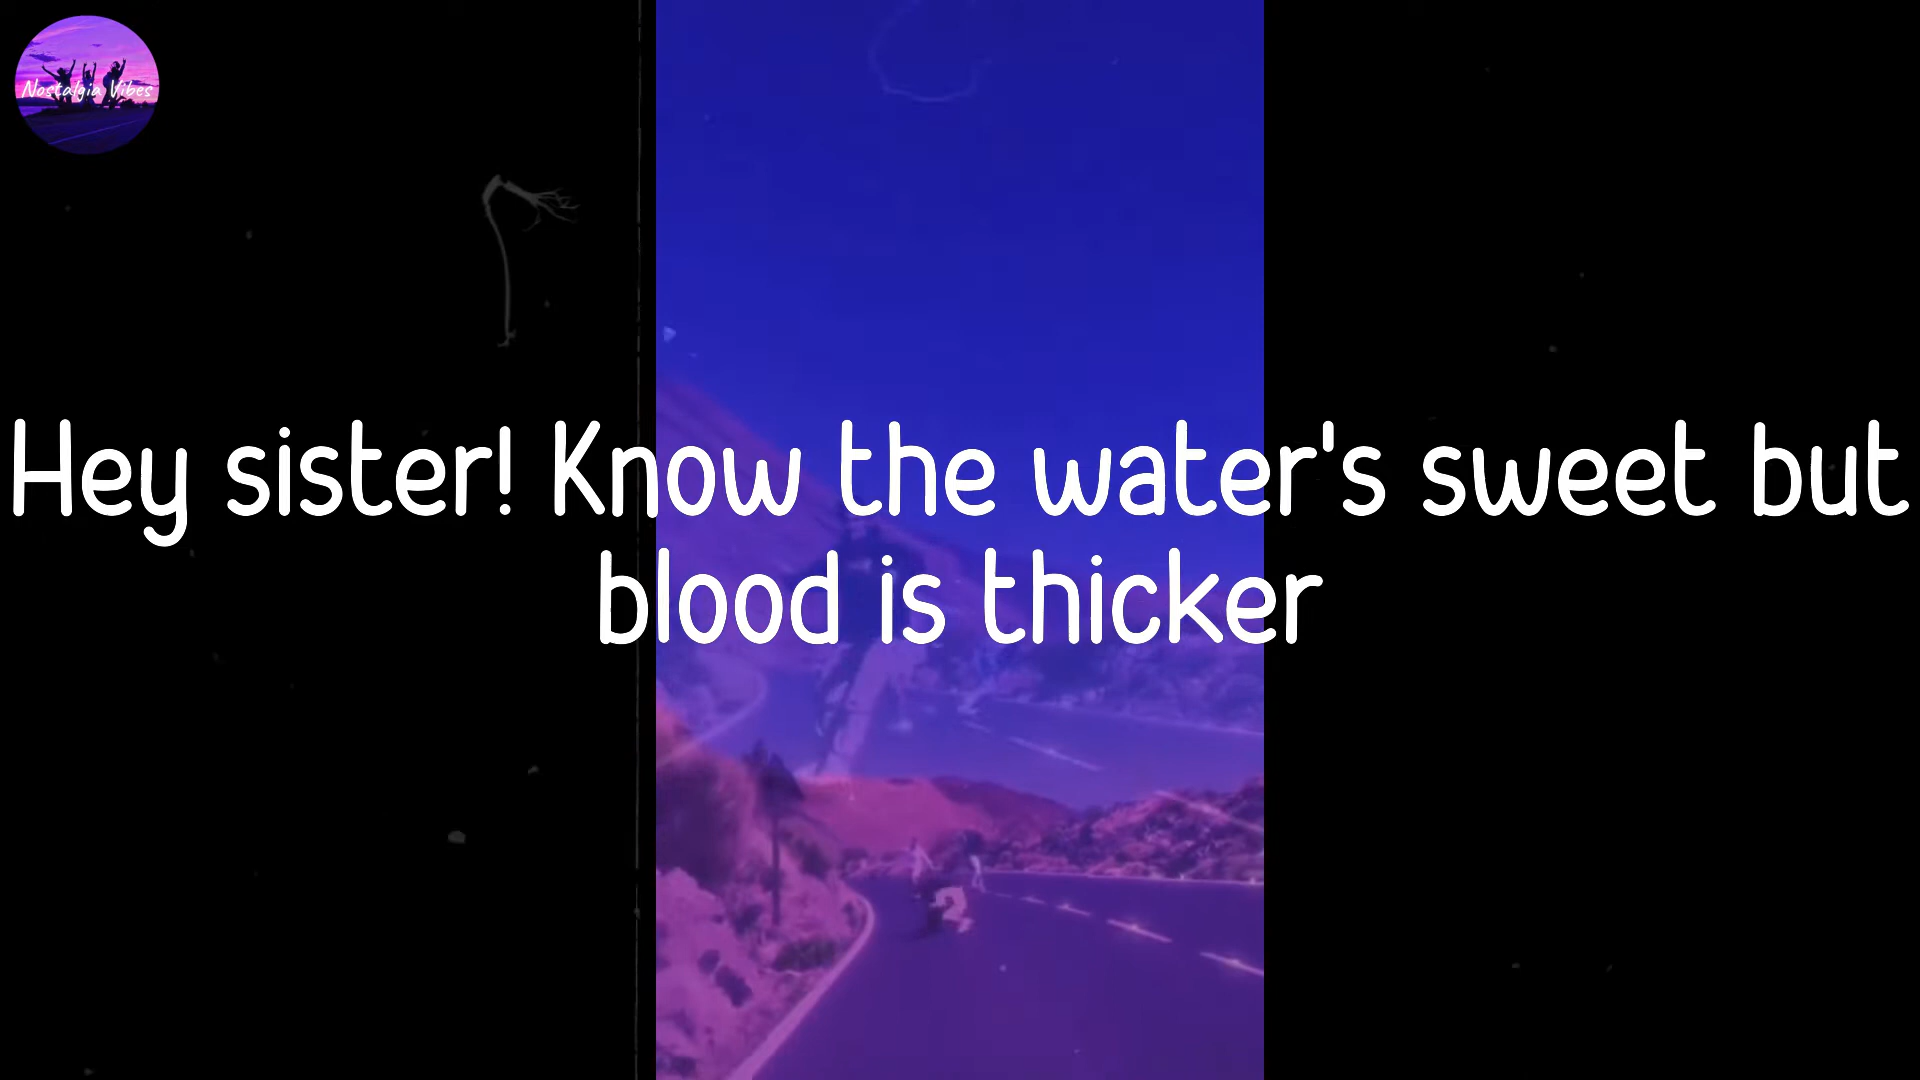 Nostalgia Vibes
Hey sister! Know the water's sweet but
blood is thicker